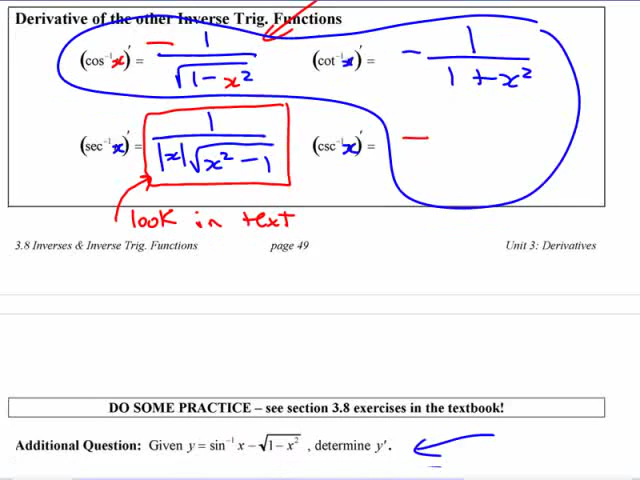 Derivative of the other Inverse Trig. Functions
(cos⁻¹x)' = − 1/√(1 − x²) (cot⁻¹x)' = − 1/(1 + x²)
(sec⁻¹x)' = 1/(|x|√(x² − 1)) (csc⁻¹x)' = −
look in text
3.8 Inverses & Inverse Trig. Functions page 49 Unit 3: Derivatives
DO SOME PRACTICE – see section 3.8 exercises in the textbook!
Additional Question: Given y = sin⁻¹ x − √(1 − x²) , determine y'.